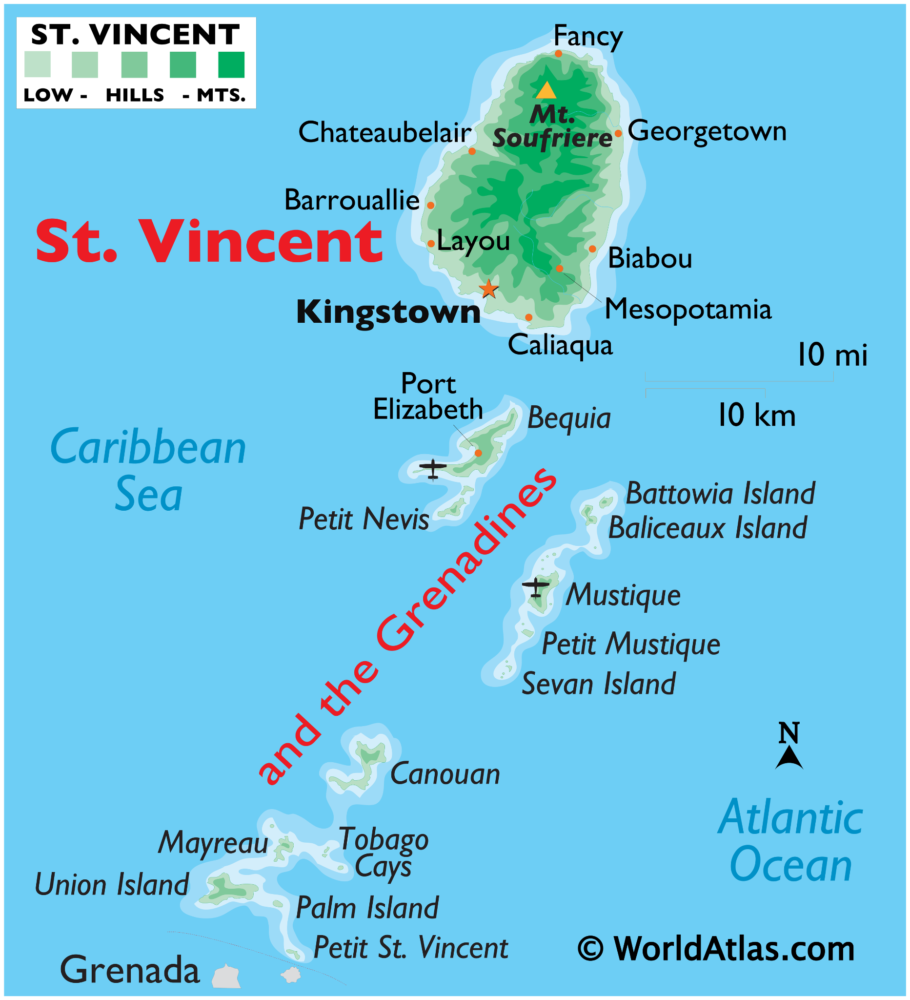 ST. VINCENT
LOW - HILLS - MTS.
Fancy
Mt.
Soufriere
Chateaubelair
Georgetown
Barrouallie
St. Vincent
Layou
Biabou
Kingstown
Mesopotamia
Caliaqua
10 mi
10 km
Port
Elizabeth
Bequia
Caribbean
Sea
Petit Nevis
Battowia Island
Baliceaux Island
and the Grenadines
Mustique
Petit Mustique
Sevan Island
N
Canouan
Atlantic
Ocean
Mayreau
Tobago
Cays
Union Island
Palm Island
Petit St. Vincent
Grenada
© WorldAtlas.com